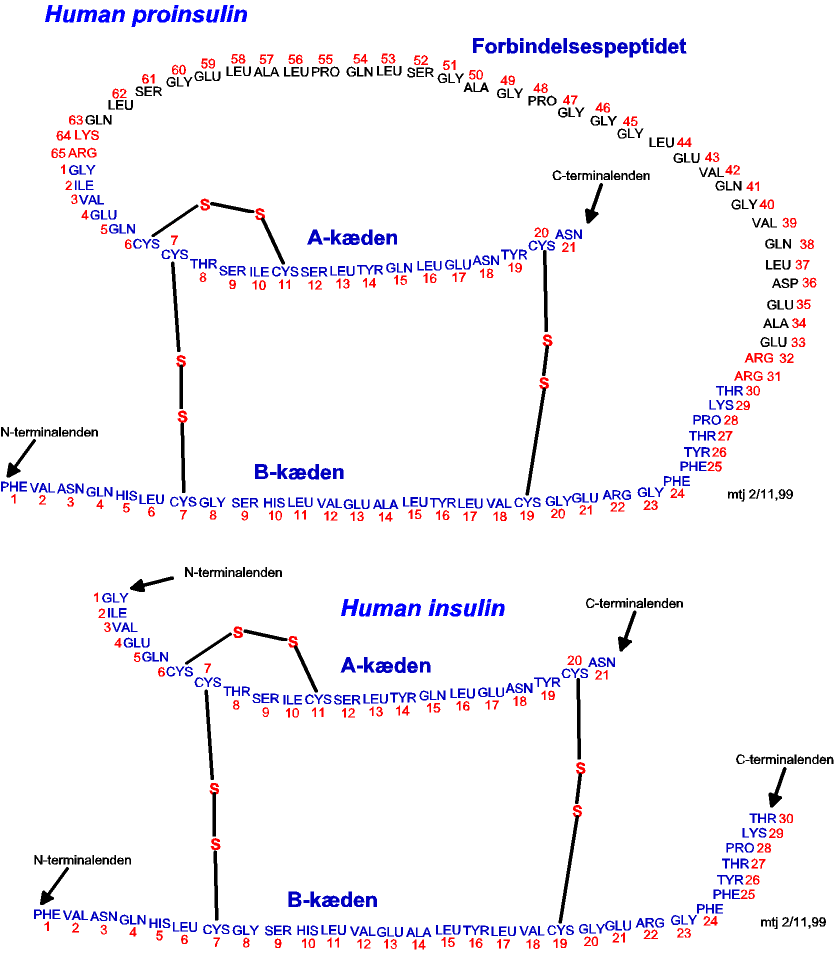 Human proinsulin
Forbindelsespeptidet
62 61 60 59 58 57 56 55 54 53 52 51 50 49 48 47 46 45
LEU SER GLY GLU LEU ALA LEU PRO GLN LEU SER GLY ALA GLY PRO GLY GLY GLY
63 GLN
64 LYS
65 ARG
1 GLY
2 ILE
3 VAL
4 GLU
5 GLN
6 CYS
LEU 44
GLU 43
VAL 42
GLN 41
GLY 40
VAL 39
GLN 38
LEU 37
ASP 36
GLU 35
ALA 34
GLU 33
ARG 32
ARG 31
THR 30
LYS 29
PRO 28
THR 27
TYR 26
PHE 25
PHE 24
C-terminalenden
S S
A-kæden
7 20
CYS THR SER ILE CYS SER LEU TYR GLN LEU GLU ASN TYR CYS ASN
8 9 10 11 12 13 14 15 16 17 18 19 21
S S
S S
N-terminalenden
B-kæden
PHE VAL ASN GLN HIS LEU CYS GLY SER HIS LEU VAL GLU ALA LEU TYR LEU VAL CYS GLY GLU ARG GLY
1 2 3 4 5 6 7 8 9 10 11 12 13 14 15 16 17 18 19 20 21 22 23
mtj 2/11,99
N-terminalenden
Human insulin
C-terminalenden
1 GLY
2 ILE
3 VAL
4 GLU
5 GLN
6 CYS
S S
A-kæden
7 20
CYS THR SER ILE CYS SER LEU TYR GLN LEU GLU ASN TYR CYS ASN
8 9 10 11 12 13 14 15 16 17 18 19 21
S S
S S
C-terminalenden
THR 30
LYS 29
PRO 28
THR 27
TYR 26
PHE 25
PHE 24
N-terminalenden
B-kæden
PHE VAL ASN GLN HIS LEU CYS GLY SER HIS LEU VAL GLU ALA LEU TYR LEU VAL CYS GLY GLU ARG GLY
1 2 3 4 5 6 7 8 9 10 11 12 13 14 15 16 17 18 19 20 21 22 23
mtj 2/11,99